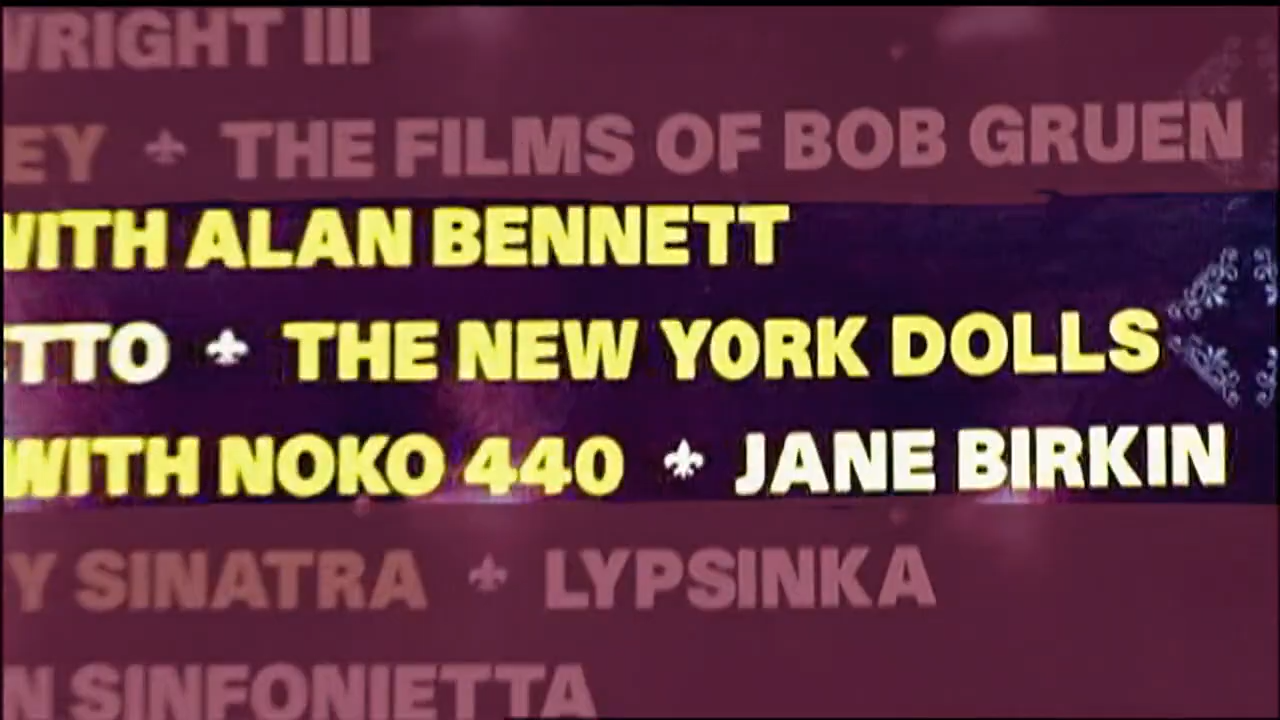 WRIGHT III
EY ⚜ THE FILMS OF BOB GRUEN
WITH ALAN BENNETT
ETTO ⚜ THE NEW YORK DOLLS
WITH NOKO 440 ⚜ JANE BIRKIN
Y SINATRA ⚜ LYPSINKA
N SINFONIETTA